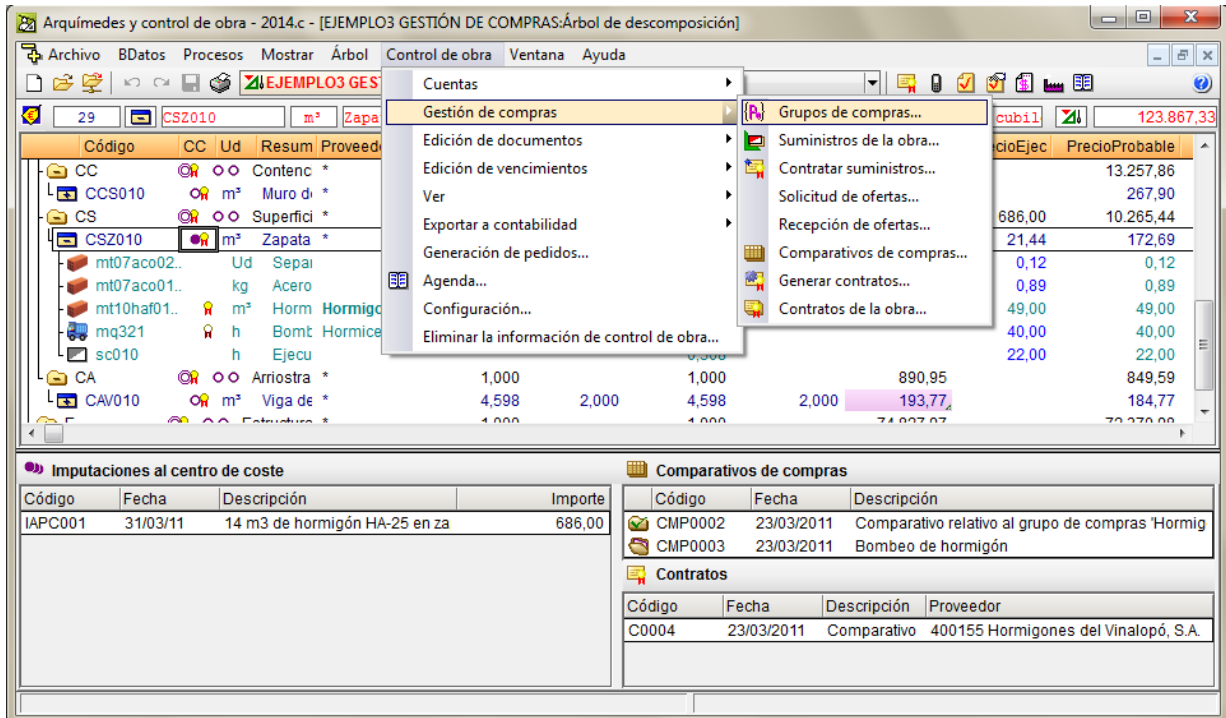 Arquímedes y control de obra - 2014.c - [EJEMPLO3 GESTIÓN DE COMPRAS:Árbol de descomposición]
Archivo BDatos Procesos Mostrar Árbol Control de obra Ventana Ayuda
EJEMPLO3 GES
29 CSZ010 m³ Zapa cubil 123.867,33
Código CC Ud Resum Proveed cioEjec PrecioProbable
CC Contenc * 13.257,86
CCS010 m³ Muro d * 267,90
CS Superfici * 686,00 10.265,44
CSZ010 m³ Zapata * 21,44 172,69
mt07aco02.. Ud Sepai 0,12 0,12
mt07aco01.. kg Acero 0,89 0,89
mt10haf01.. m³ Horm Hormigo 49,00 49,00
mq321 h Bomb Hormice 40,00 40,00
sc010 h Ejecu 22,00 22,00
CA Arriostra * 1,000 1,000 890,95 849,59
CAV010 m³ Viga de * 4,598 2,000 4,598 2,000 193,77 184,77
Cuentas
Gestión de compras
Edición de documentos
Edición de vencimientos
Ver
Exportar a contabilidad
Generación de pedidos...
Agenda...
Configuración...
Eliminar la información de control de obra...
Grupos de compras...
Suministros de la obra...
Contratar suministros...
Solicitud de ofertas...
Recepción de ofertas...
Comparativos de compras...
Generar contratos...
Contratos de la obra...
Imputaciones al centro de coste
Código Fecha Descripción Importe
IAPC001 31/03/11 14 m3 de hormigón HA-25 en za 686,00
Comparativos de compras
Código Fecha Descripción
CMP0002 23/03/2011 Comparativo relativo al grupo de compras 'Hormig
CMP0003 23/03/2011 Bombeo de hormigón
Contratos
Código Fecha Descripción Proveedor
C0004 23/03/2011 Comparativo 400155 Hormigones del Vinalopó, S.A.